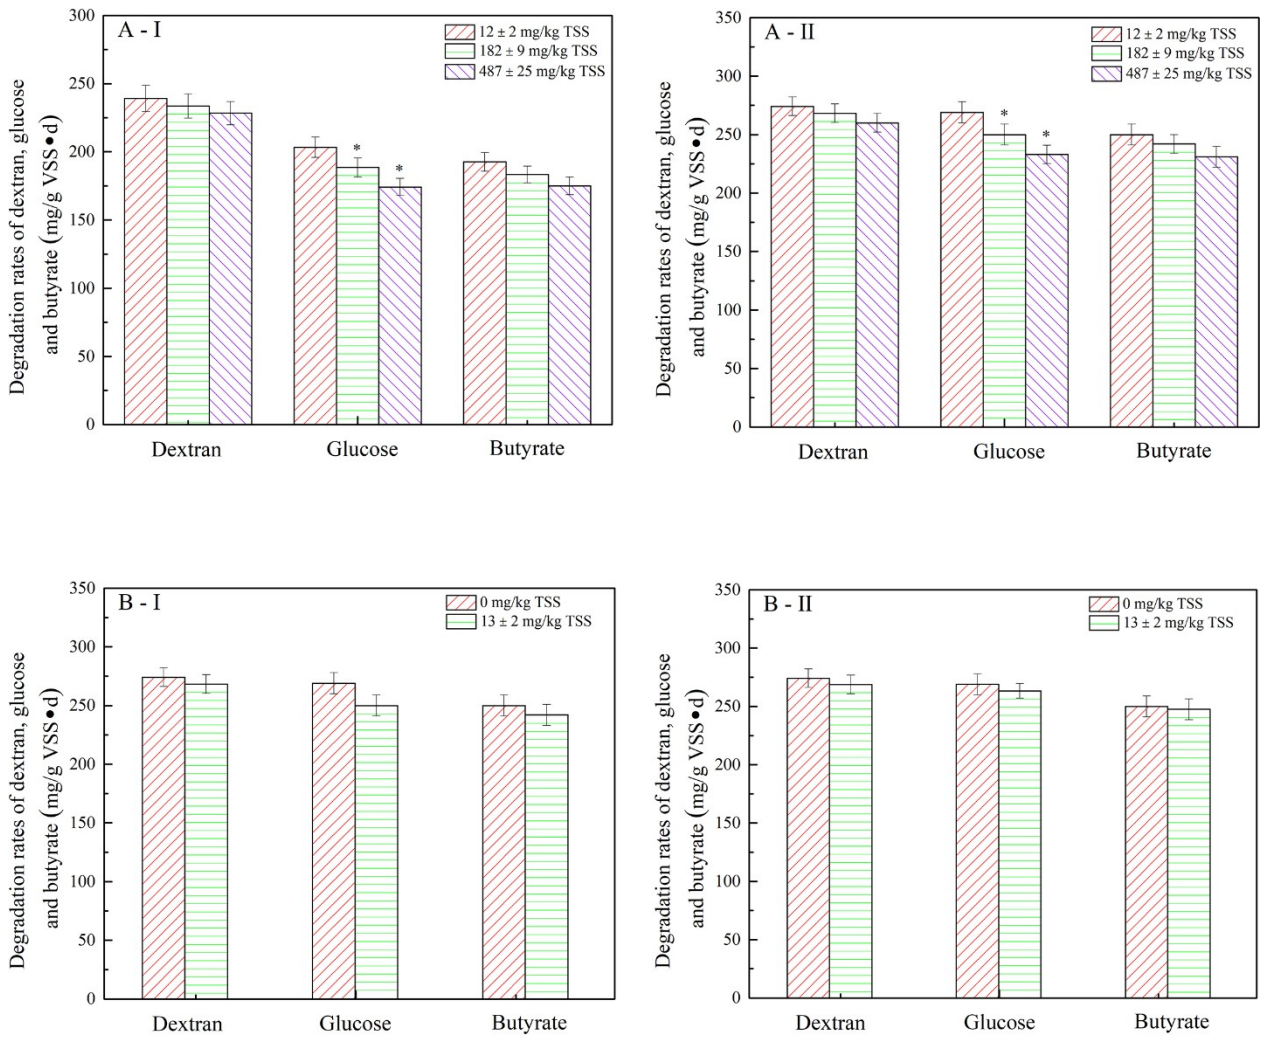 A - I
12 ± 2 mg/kg TSS
182 ± 9 mg/kg TSS
487 ± 25 mg/kg TSS
Degradation rates of dextran, glucose
and butyrate (mg/g VSS•d)
300
250
200
150
100
50
0
*
*
Dextran
Glucose
Butyrate
A - II
12 ± 2 mg/kg TSS
182 ± 9 mg/kg TSS
487 ± 25 mg/kg TSS
Degradation rates of dextran, glucose
and butyrate (mg/g VSS•d)
350
300
250
200
150
100
50
0
*
*
Dextran
Glucose
Butyrate
B - I
0 mg/kg TSS
13 ± 2 mg/kg TSS
Degradation rates of dextran, glucose
and butyrate (mg/g VSS•d)
350
300
250
200
150
100
50
0
Dextran
Glucose
Butyrate
B - II
0 mg/kg TSS
13 ± 2 mg/kg TSS
Degradation rates of dextran, glucose
and butyrate (mg/g VSS•d)
350
300
250
200
150
100
50
0
Dextran
Glucose
Butyrate